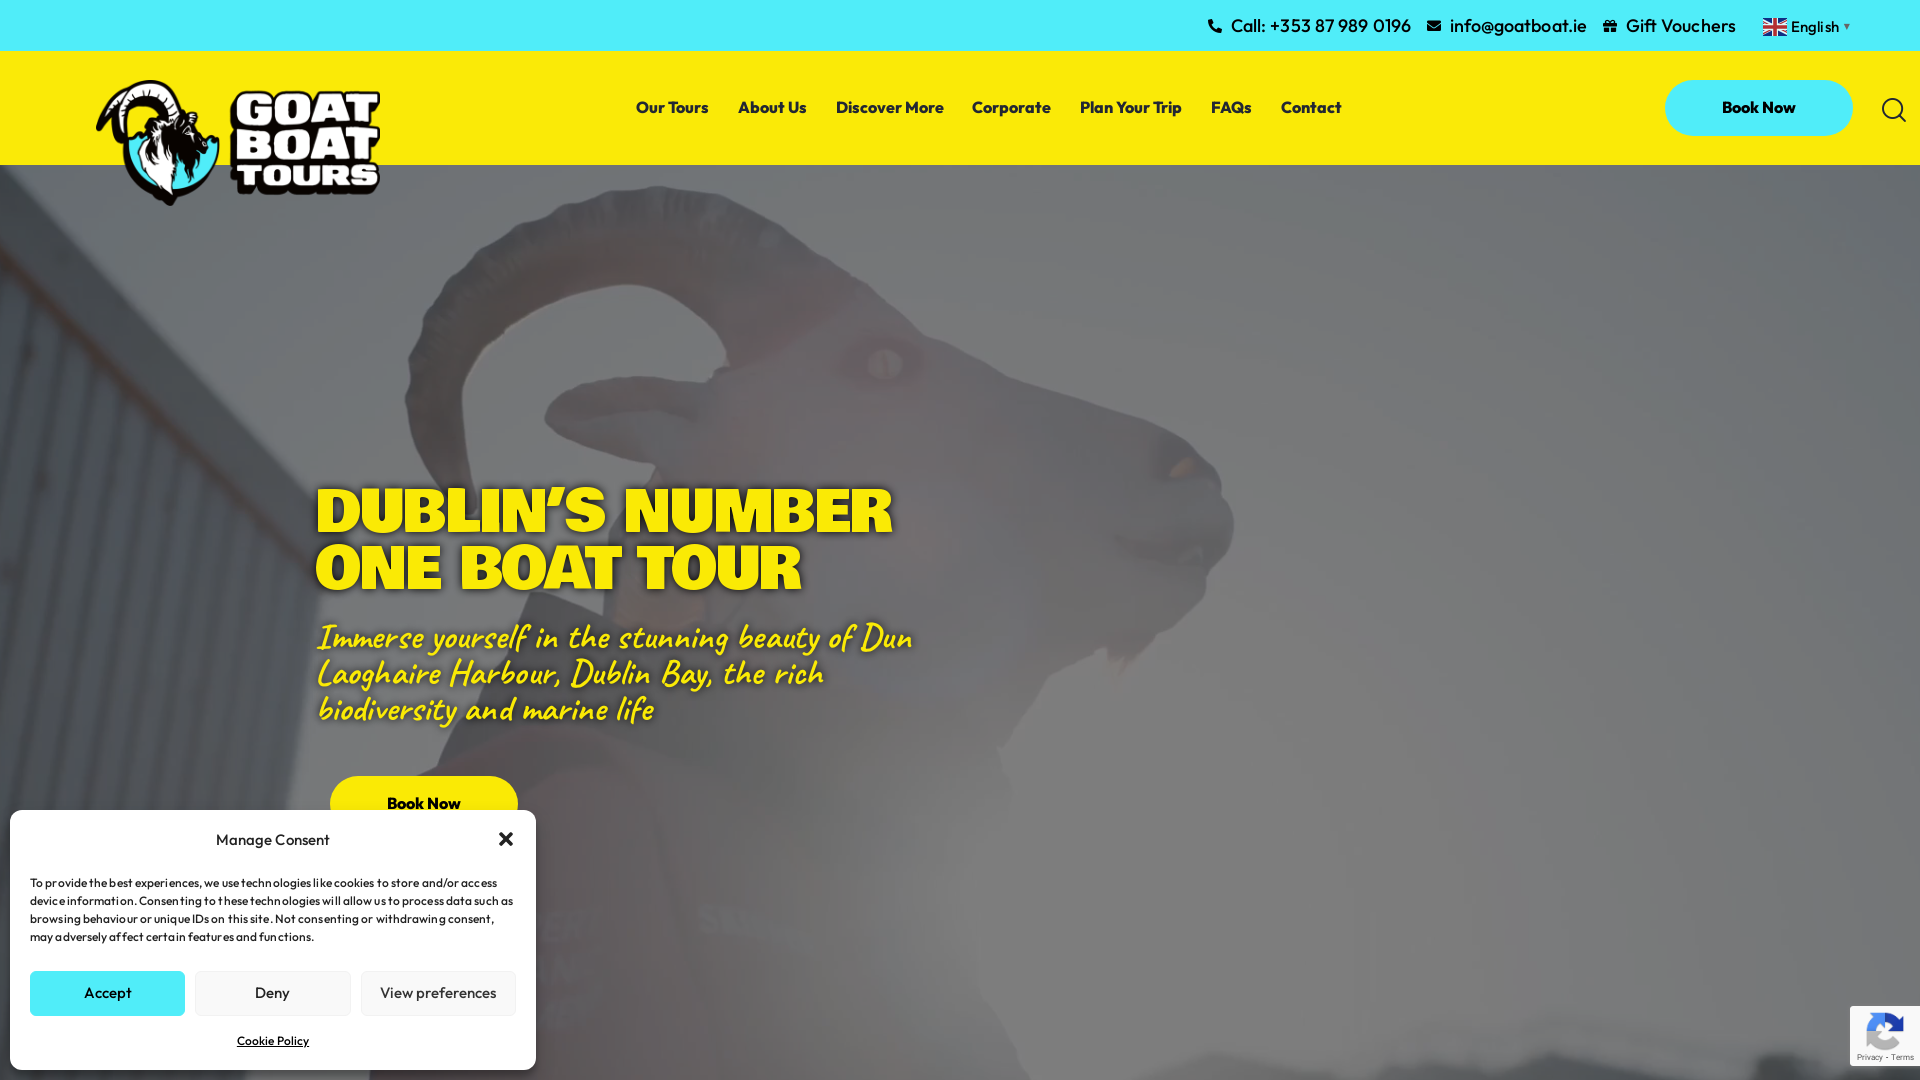 Call: +353 87 989 0196
info@goatboat.ie
Gift Vouchers
English
GOAT
BOAT
TOURS
Our Tours
About Us
Discover More
Corporate
Plan Your Trip
FAQs
Contact
Book Now
DUBLIN’S NUMBER
ONE BOAT TOUR
Immerse yourself in the stunning beauty of Dun
Laoghaire Harbour, Dublin Bay, the rich
biodiversity and marine life
Book Now
Manage Consent
To provide the best experiences, we use technologies like cookies to store and/or access
device information. Consenting to these technologies will allow us to process data such as
browsing behaviour or unique IDs on this site. Not consenting or withdrawing consent,
may adversely affect certain features and functions.
Accept
Deny
View preferences
Cookie Policy
Privacy - Terms